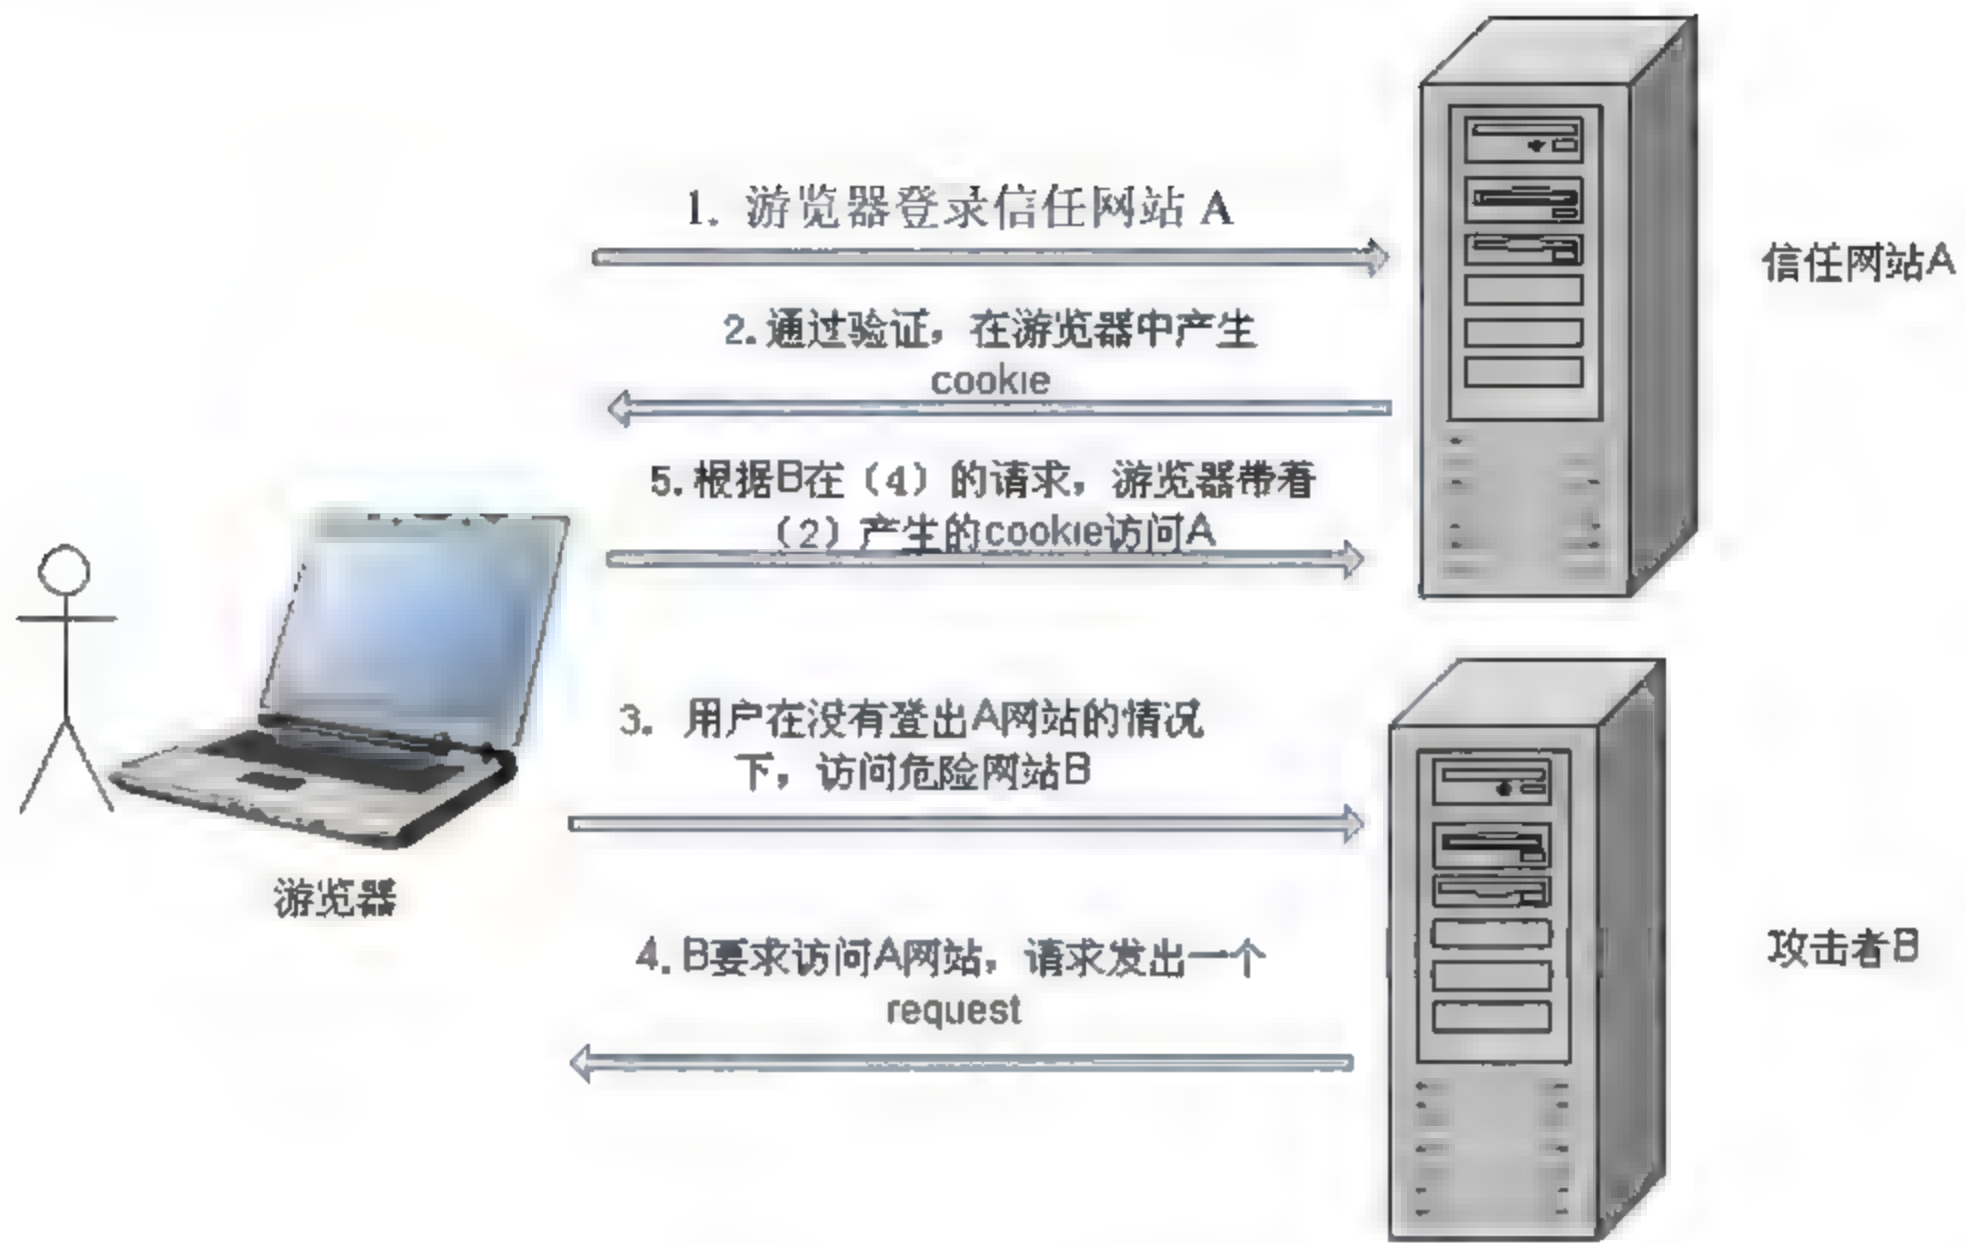 1. 游览器登录信任网站 A
信任网站A
2. 通过验证，在游览器中产生
cookie
5. 根据B在（4）的请求，游览器带着
（2）产生的cookie访问A
3. 用户在没有登出A网站的情况
下，访问危险网站B
游览器
4. B要求访问A网站，请求发出一个
request
攻击者B